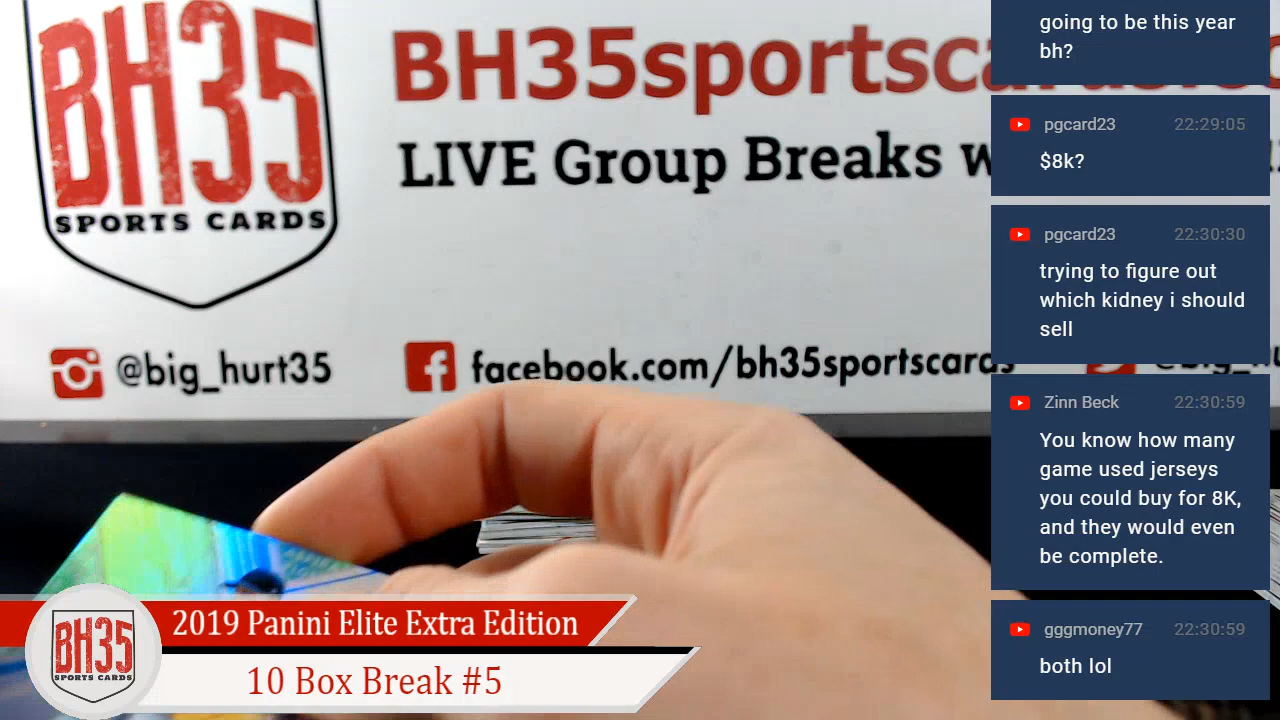 BH35
SPORTS CARDS
BH35sportscards
LIVE Group Breaks
@big_hurt35
facebook.com/bh35sportscards
going to be this year
bh?
pgcard23 22:29:05
$8k?
pgcard23 22:30:30
trying to figure out
which kidney i should
sell
Zinn Beck 22:30:59
You know how many
game used jerseys
you could buy for 8K,
and they would even
be complete.
gggmoney77 22:30:59
both lol
BH35
SPORTS CARDS
2019 Panini Elite Extra Edition
10 Box Break #5